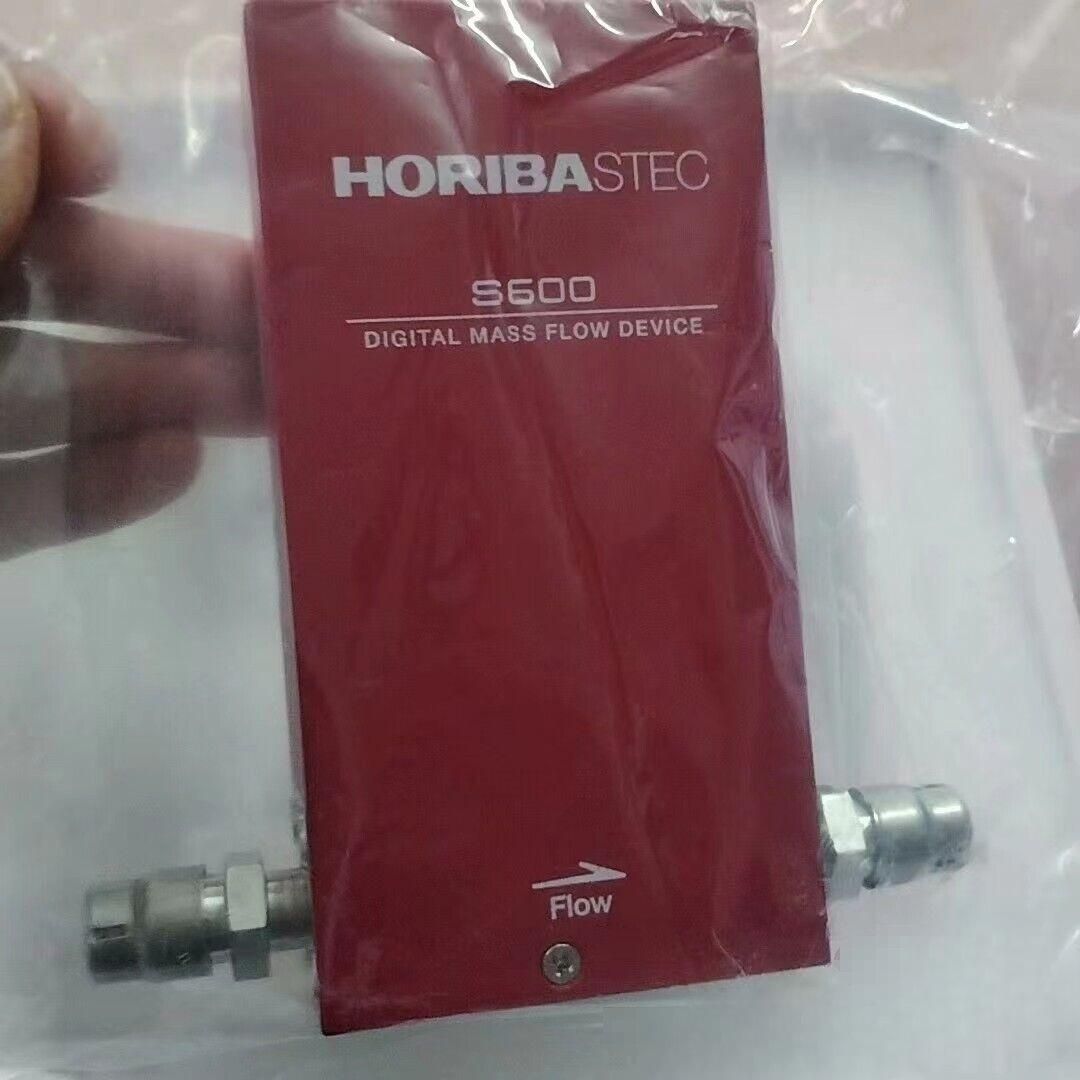 HORIBASTEC
S600
DIGITAL MASS FLOW DEVICE
Flow